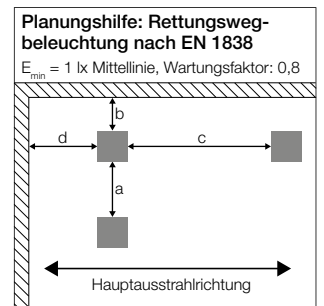 Planungshilfe: Rettungsweg-
beleuchtung nach EN 1838
Emin = 1 lx Mittellinie, Wartungsfaktor: 0,8
b
d
c
a
Hauptausstrahlrichtung